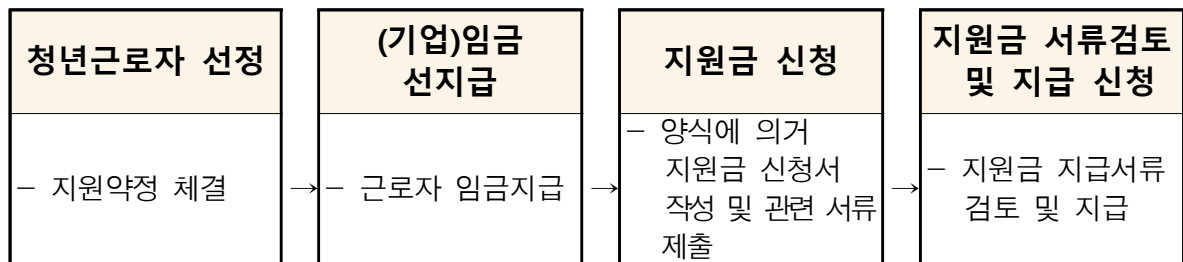 청년근로자 선정
(기업)임금
선지급
지원금 신청
지원금 서류검토
및 지급 신청
– 지원약정 체결
→
– 근로자 임금지급
→
– 양식에 의거
지원금 신청서
작성 및 관련 서류
제출
→
– 지원금 지급서류
검토 및 지급